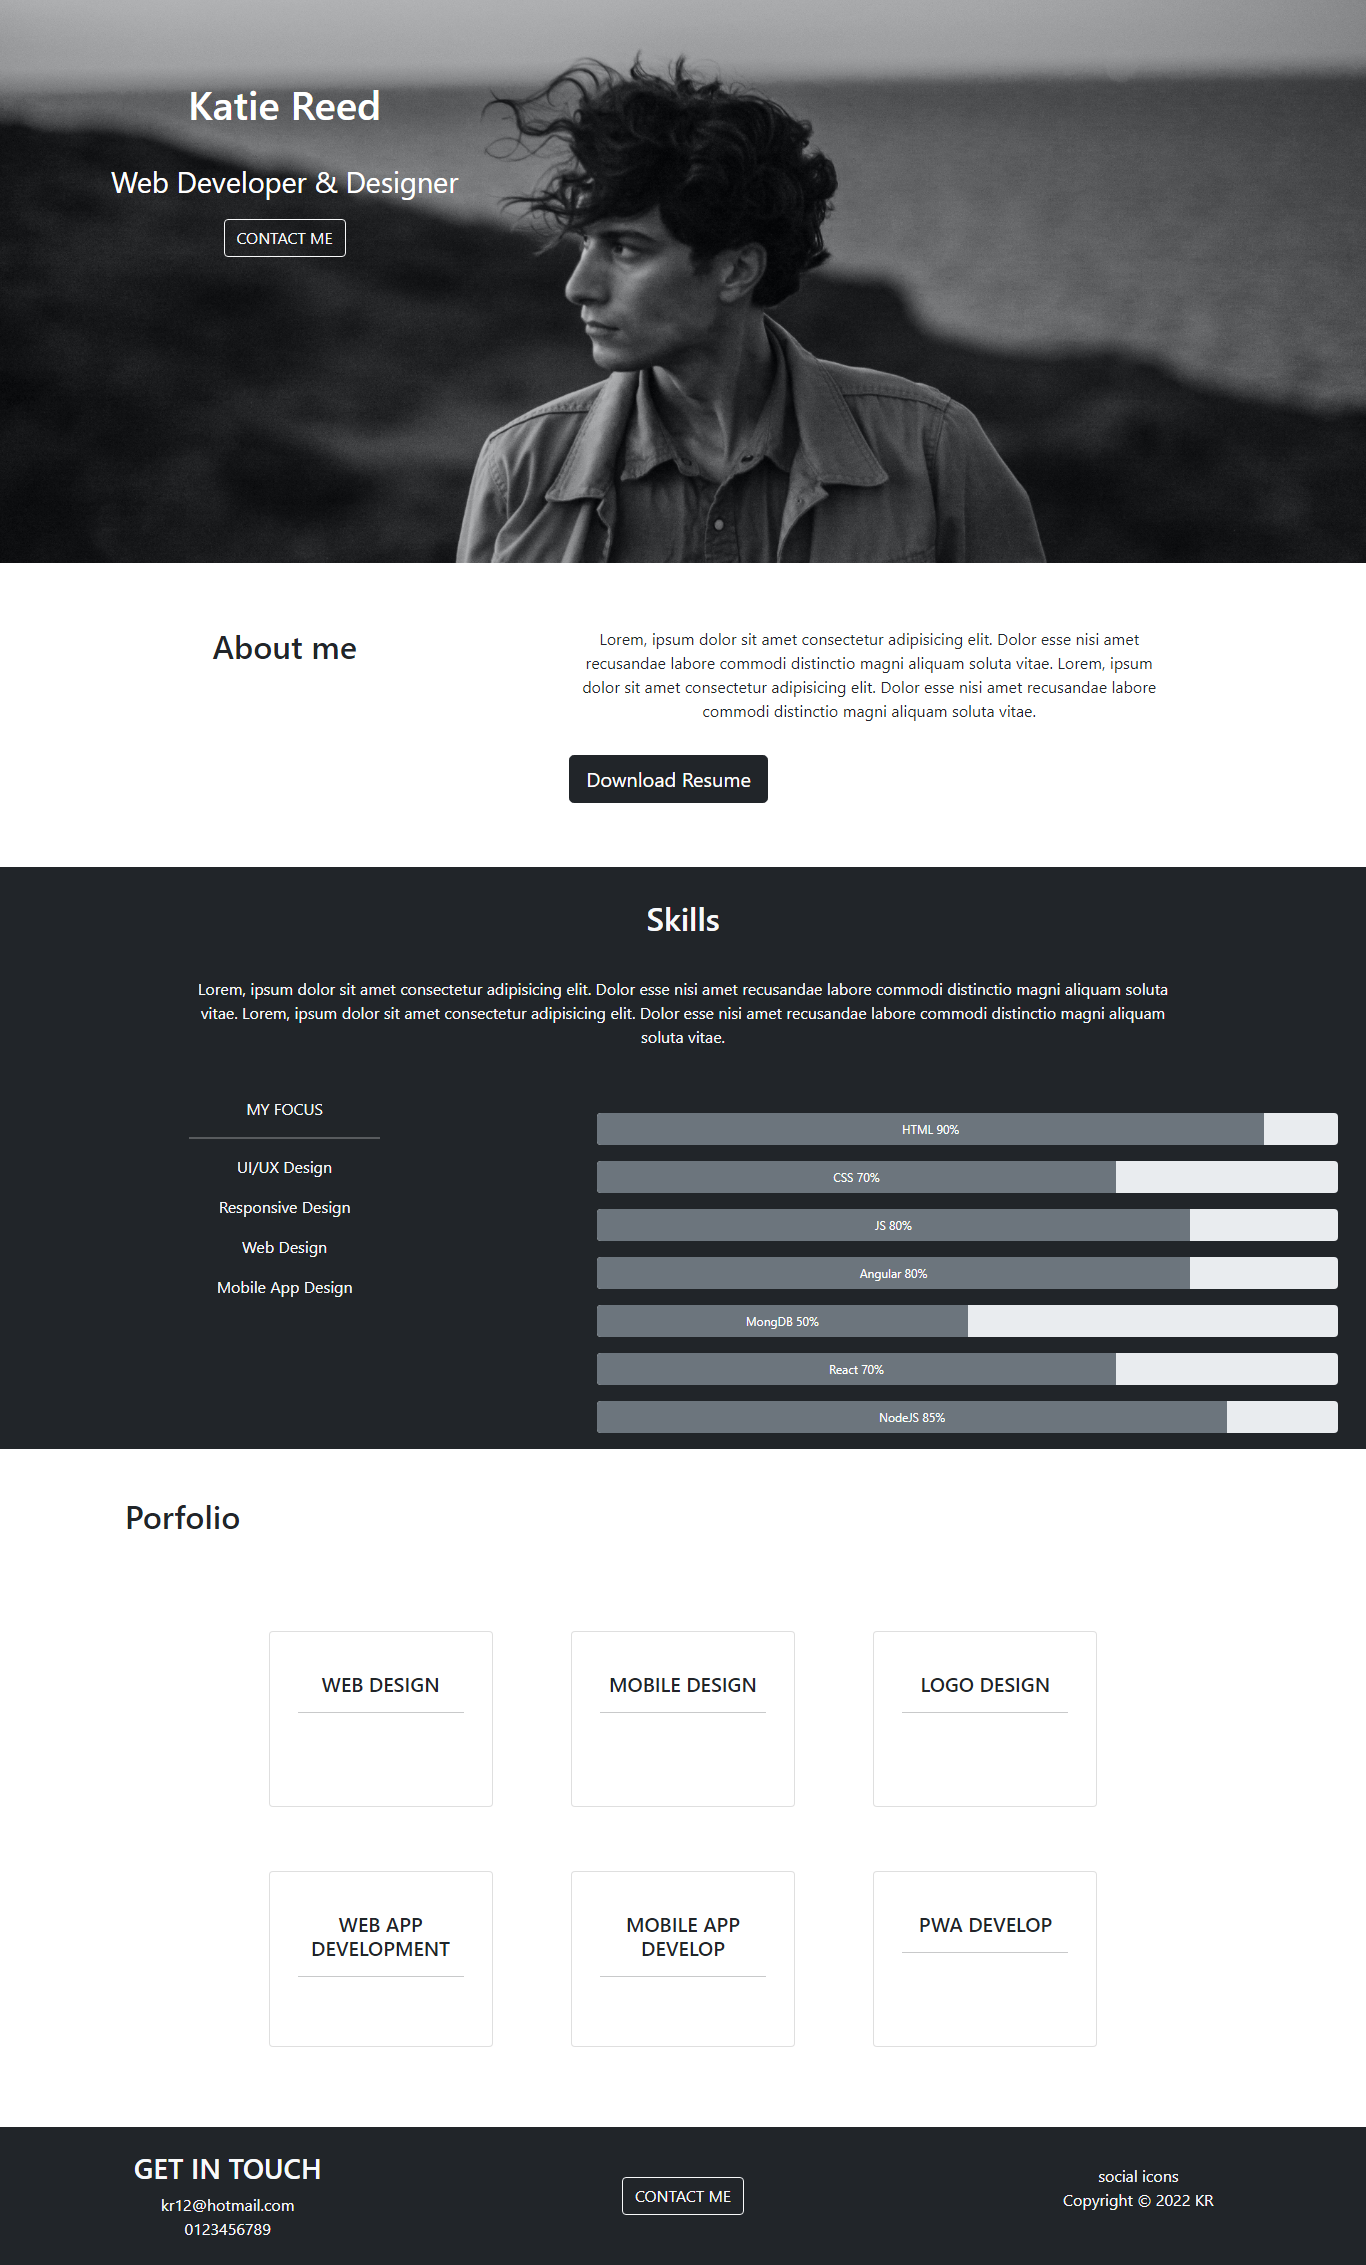 Katie Reed
Web Developer & Designer
CONTACT ME
About me
Lorem, ipsum dolor sit amet consectetur adipisicing elit. Dolor esse nisi amet
recusandae labore commodi distinctio magni aliquam soluta vitae. Lorem, ipsum
dolor sit amet consectetur adipisicing elit. Dolor esse nisi amet recusandae labore
commodi distinctio magni aliquam soluta vitae.
Download Resume
Skills
Lorem, ipsum dolor sit amet consectetur adipisicing elit. Dolor esse nisi amet recusandae labore commodi distinctio magni aliquam soluta
vitae. Lorem, ipsum dolor sit amet consectetur adipisicing elit. Dolor esse nisi amet recusandae labore commodi distinctio magni aliquam
soluta vitae.
MY FOCUS
UI/UX Design
Responsive Design
Web Design
Mobile App Design
HTML 90%
CSS 70%
JS 80%
Angular 80%
MongDB 50%
React 70%
NodeJS 85%
Porfolio
WEB DESIGN
MOBILE DESIGN
LOGO DESIGN
WEB APP
DEVELOPMENT
MOBILE APP
DEVELOP
PWA DEVELOP
GET IN TOUCH
kr12@hotmail.com
0123456789
CONTACT ME
social icons
Copyright © 2022 KR